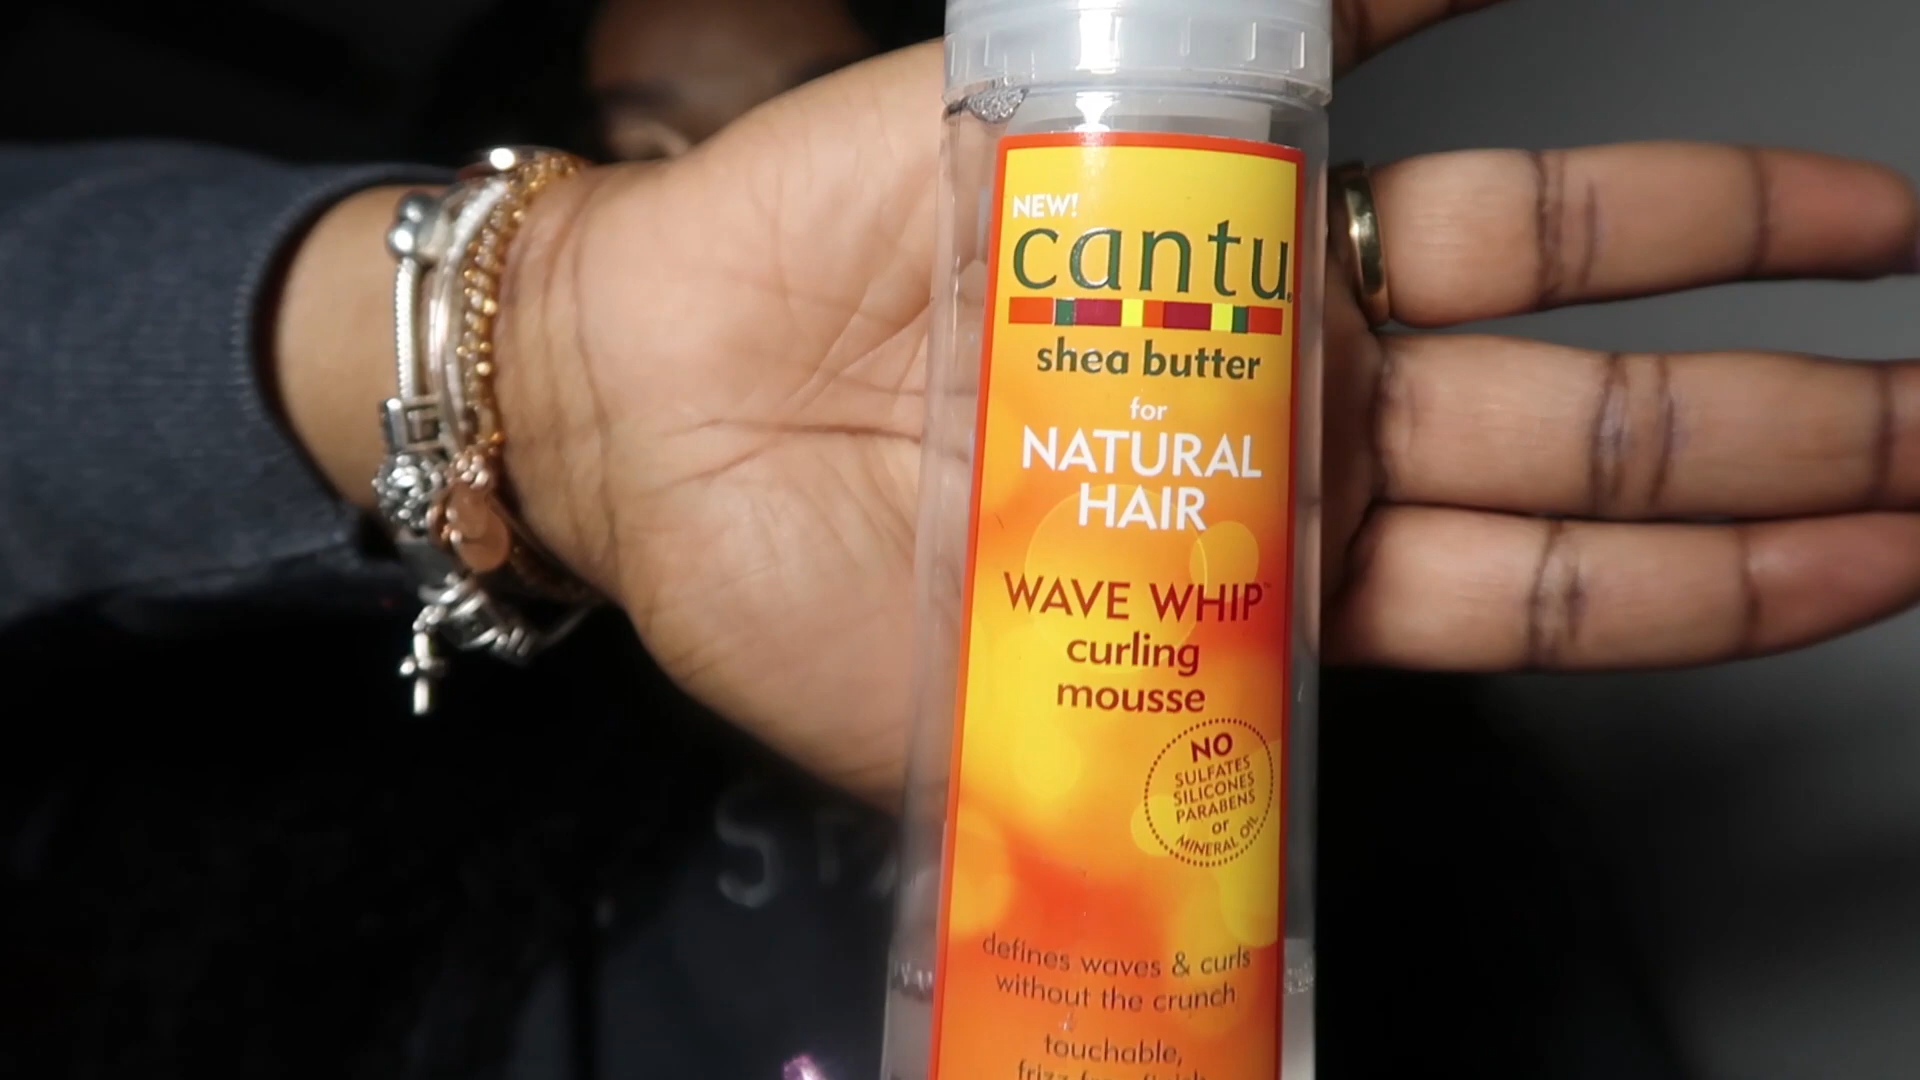 NEW!
cantu
shea butter
for
NATURAL
HAIR
WAVE WHIP™
curling
mousse
NO
SULFATES
SILICONES
PARABENS
or
MINERAL OIL
defines waves & curls
without the crunch
touchable,